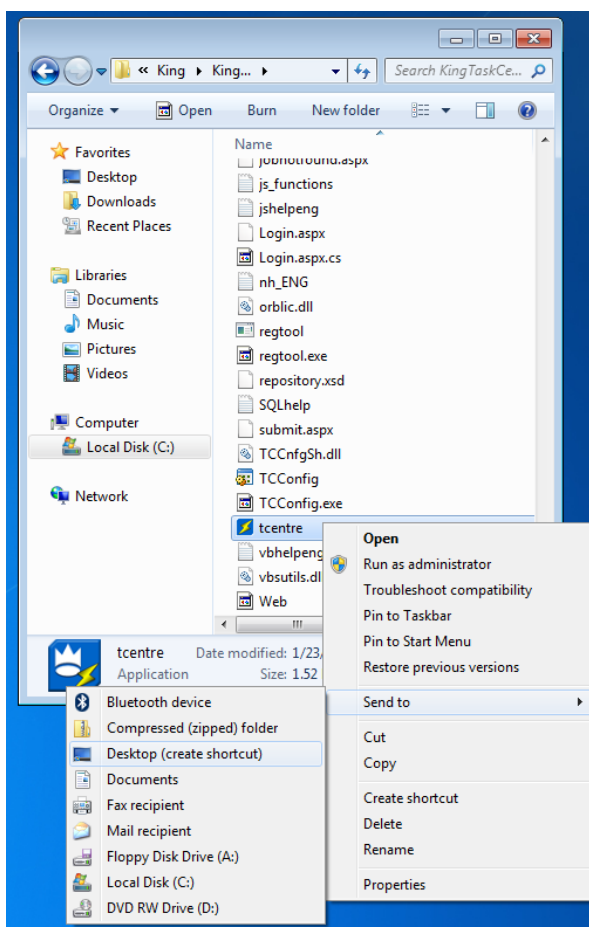 « King ▸ King... ▸
Search KingTaskCe...
Organize
Open
Burn
New folder
Favorites
Desktop
Downloads
Recent Places
Libraries
Documents
Music
Pictures
Videos
Computer
Local Disk (C:)
Network
Name
jobnotfound.aspx
js_functions
jshelpeng
Login.aspx
Login.aspx.cs
nh_ENG
orblic.dll
regtool
regtool.exe
repository.xsd
SQLhelp
submit.aspx
TCCnfgSh.dll
TCConfig
TCConfig.exe
tcentre
vbhelpeng
vbsutils.dl
Web
tcentre Date modified: 1/23/
Application Size: 1.52
Open
Run as administrator
Troubleshoot compatibility
Pin to Taskbar
Pin to Start Menu
Restore previous versions
Send to
Cut
Copy
Create shortcut
Delete
Rename
Properties
Bluetooth device
Compressed (zipped) folder
Desktop (create shortcut)
Documents
Fax recipient
Mail recipient
Floppy Disk Drive (A:)
Local Disk (C:)
DVD RW Drive (D:)